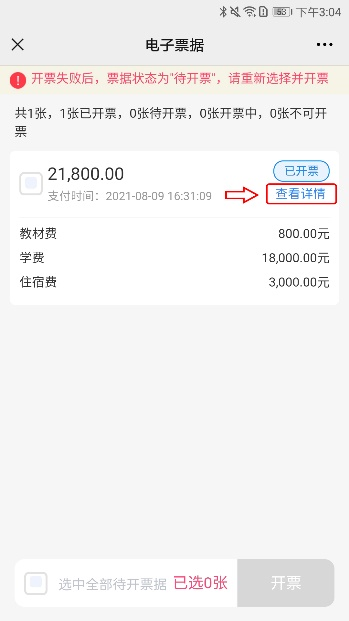 53 下午3:04
电子票据
开票失败后，票据状态为"待开票"，请重新选择并开票
共1张，1张已开票，0张待开票，0张开票中，0张不可开
票
21,800.00 已开票
支付时间：2021-08-09 16:31:09 查看详情
教材费 800.00元
学费 18,000.00元
住宿费 3,000.00元
选中全部待开票据 已选0张 开票